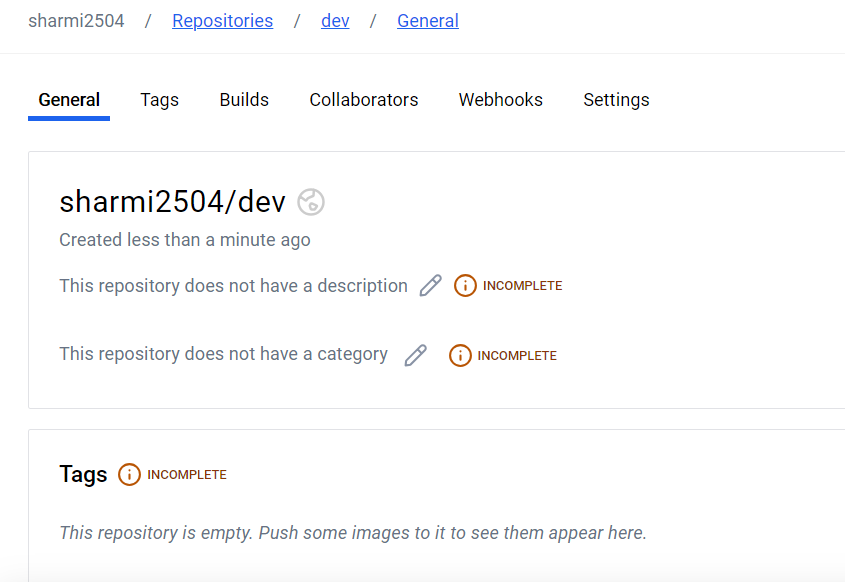 sharmi2504 / Repositories / dev / General
General Tags Builds Collaborators Webhooks Settings
sharmi2504/dev
Created less than a minute ago
This repository does not have a description INCOMPLETE
This repository does not have a category INCOMPLETE
Tags INCOMPLETE
This repository is empty. Push some images to it to see them appear here.